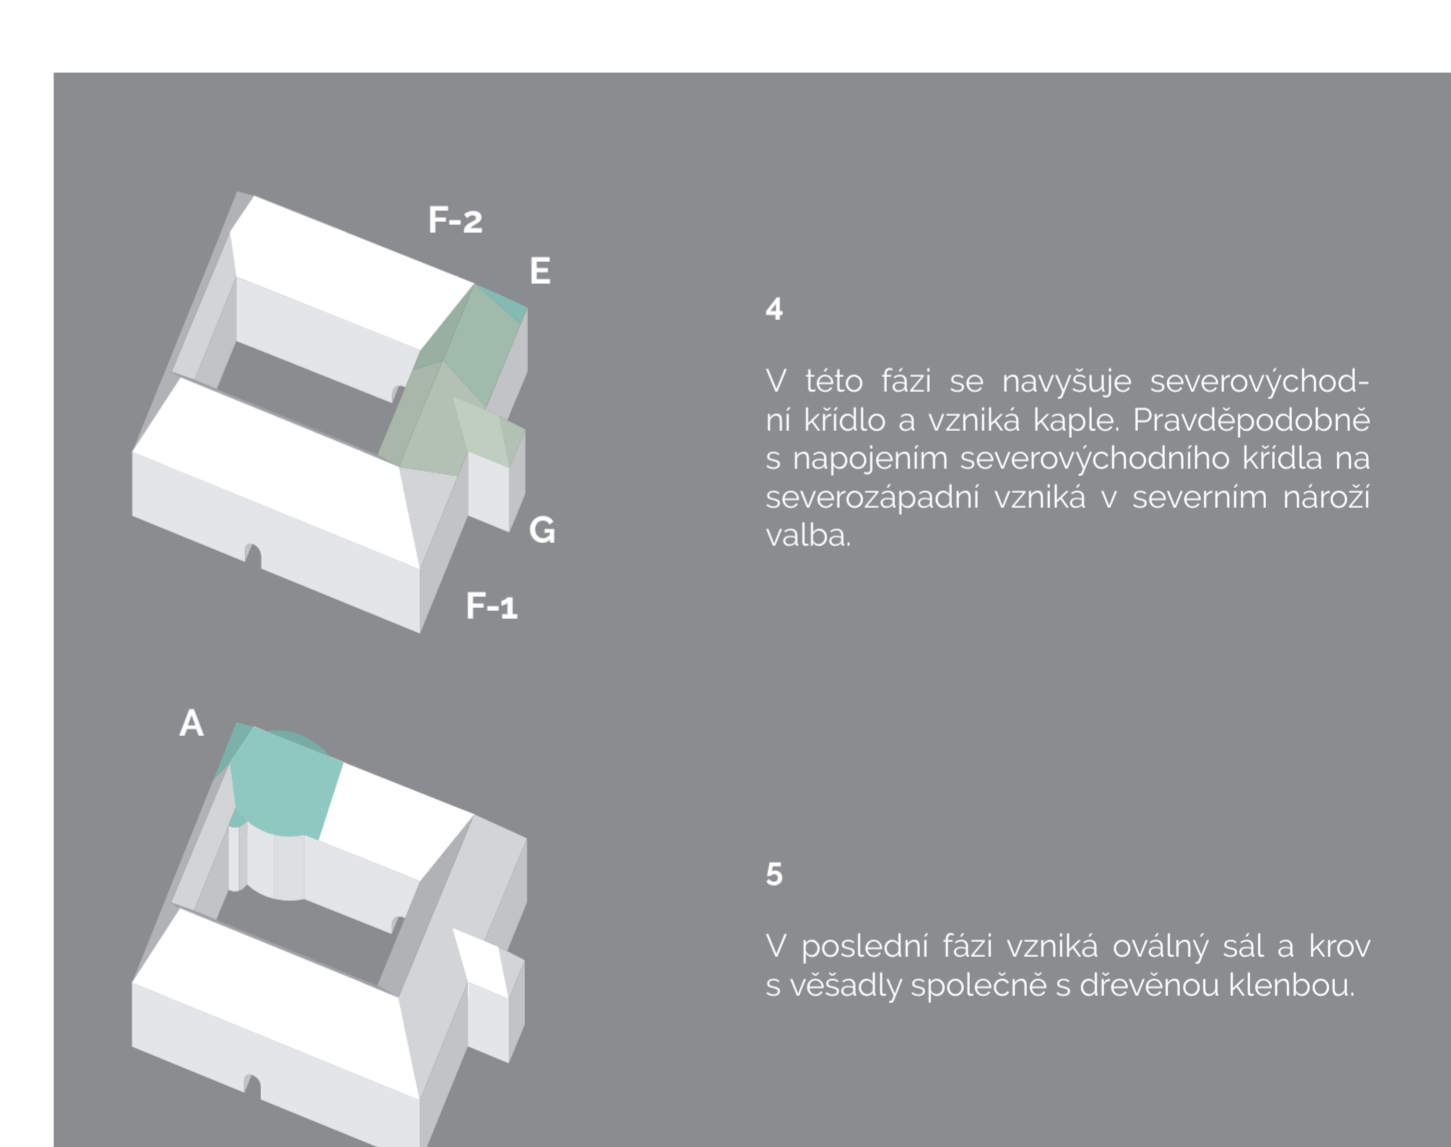 F-2
E
4
V této fázi se navyšuje severovýchod-
ní křídlo a vzniká kaple. Pravděpodobně
s napojením severovýchodního křídla na
severozápadní vzniká v severním nároží
valba.
G
F-1
A
5
V poslední fázi vzniká oválný sál a krov
s věšadly společně s dřevěnou klenbou.